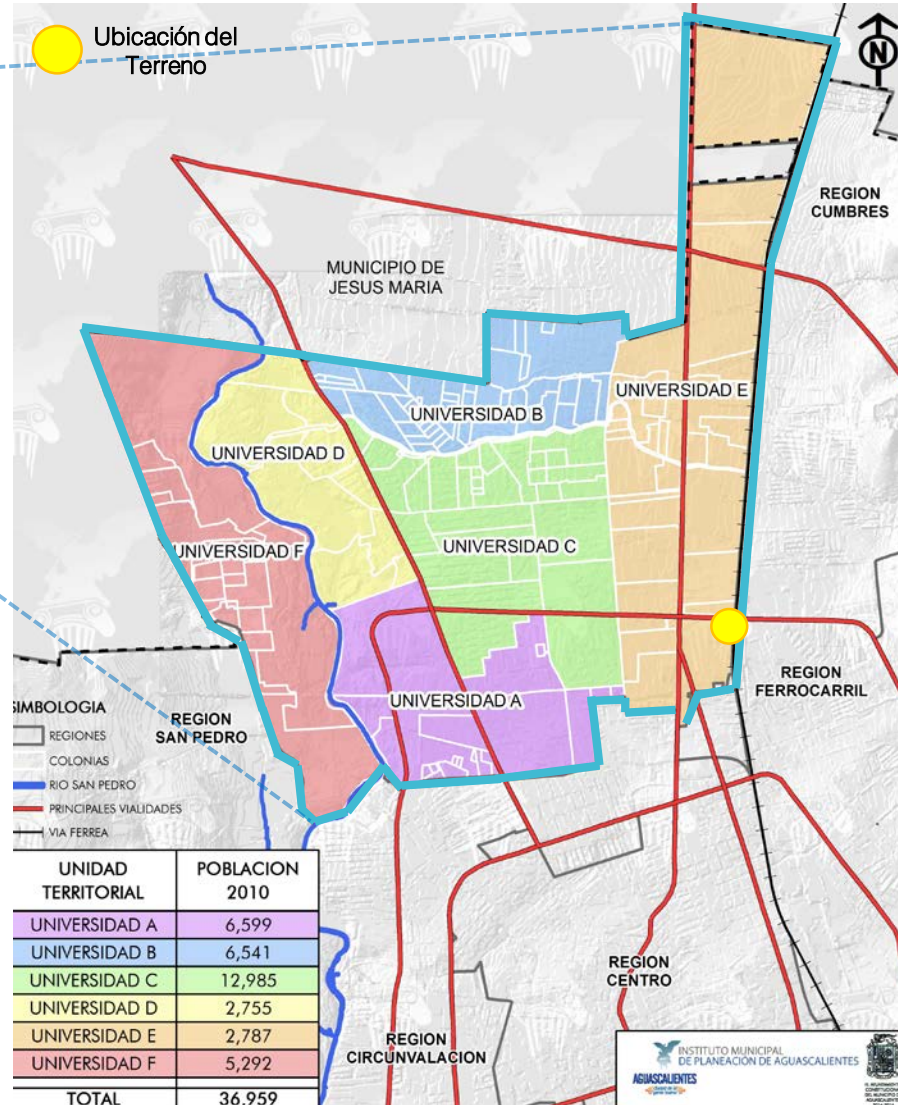 Ubicación del
Terreno
N
REGION
CUMBRES
MUNICIPIO DE
JESUS MARIA
UNIVERSIDAD B
UNIVERSIDAD E
UNIVERSIDAD D
UNIVERSIDAD F
UNIVERSIDAD C
UNIVERSIDAD A
REGION
FERROCARRIL
REGION
SAN PEDRO
SIMBOLOGIA
REGIONES
COLONIAS
RIO SAN PEDRO
PRINCIPALES VIALIDADES
VIA FERREA
UNIDAD TERRITORIAL POBLACION 2010
UNIVERSIDAD A 6,599
UNIVERSIDAD B 6,541
UNIVERSIDAD C 12,985
UNIVERSIDAD D 2,755
UNIVERSIDAD E 2,787
UNIVERSIDAD F 5,292
TOTAL 36,959
REGION
CENTRO
REGION
CIRCUNVALACION
INSTITUTO MUNICIPAL
DE PLANEACIÓN DE AGUASCALIENTES
AGUASCALIENTES